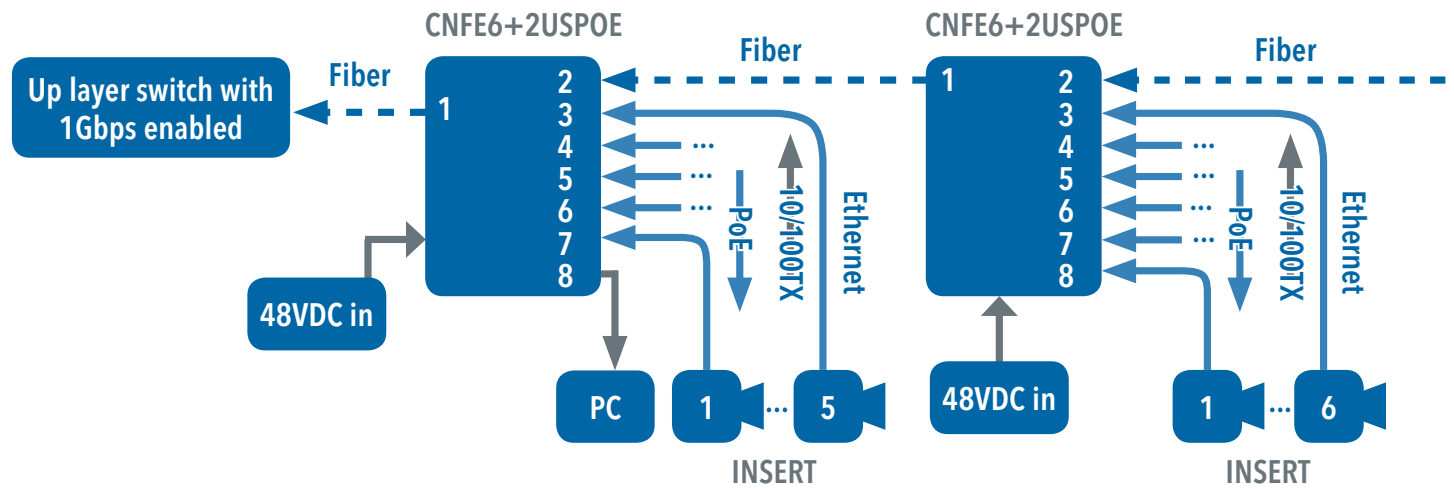 CNFE6+2USPOE
CNFE6+2USPOE
Up layer switch with
1Gbps enabled
Fiber
1
2
3
4
5
6
7
8
Fiber
...
...
...
PoE
10/100TX
Ethernet
48VDC in
PC
1
...
5
INSERT
1
2
3
4
5
6
7
8
Fiber
...
...
...
...
PoE
10/100TX
Ethernet
48VDC in
1
...
6
INSERT